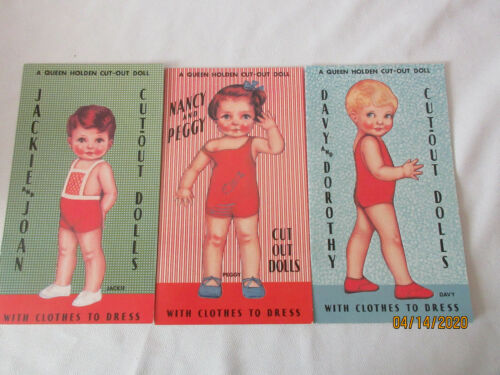 A QUEEN HOLDEN CUT-OUT DOLL
JACKIE AND JOAN
CUT-OUT DOLLS
JACKIE
WITH CLOTHES TO DRESS
A QUEEN HOLDEN CUT-OUT DOLL
NANCY AND
PEGGY
CUT
OUT
DOLLS
PEGGY
WITH CLOTHES TO DRESS
A QUEEN HOLDEN CUT-OUT DOLL
DAVY AND DOROTHY
CUT-OUT DOLLS
DAVY
WITH CLOTHES TO DRESS
04/14/2020